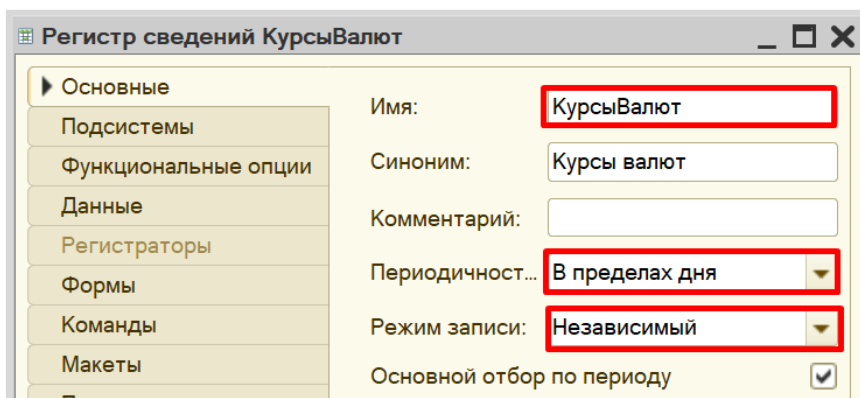 Регистр сведений КурсыВалют
Основные
Подсистемы
Функциональные опции
Данные
Регистраторы
Формы
Команды
Макеты
Имя: КурсыВалют
Синоним: Курсы валют
Комментарий:
Периодичност... В пределах дня
Режим записи: Независимый
Основной отбор по периоду